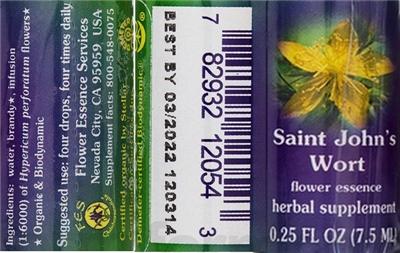 Ingredients: water, brandy★, infusion
(1:6000) of Hypericum perforatum flowers★
★ Organic & Biodynamic
Suggested use: four drops, four times daily
Flower Essence Services
Nevada City, CA 95959 USA
Supplement facts: 800-548-0075
FES
Certified organic by Stellar
Demeter-certified Biodynamic®
BEST BY 03/2022 120314
7 82932 12054 3
Saint John's
Wort
flower essence
herbal supplement
0.25 FL OZ (7.5 ML)